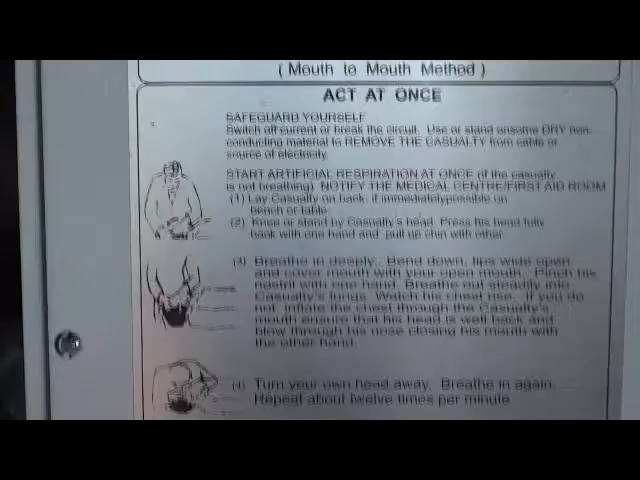 ( Mouth to Mouth Method )
ACT AT ONCE
SAFEGUARD YOURSELF
Switch off current or break the circuit. Use or stand onsome DRY non-
conducting material to REMOVE THE CASUALTY from cable or
source of electricity.
START ARTIFICIAL RESPIRATION AT ONCE (if the casualty
is not breathing) NOTIFY THE MEDICAL CENTRE/FIRST AID ROOM
(1) Lay Casualty on back, if immediatelypossible on
bench or table.
(2) Knee or stand by Casualty's head. Press his head fully
back with one hand and pull up chin with other.
(3) Breathe in deeply. Bend down, lips wide open
and cover mouth with your open mouth. Pinch his
nostril with one hand. Breathe out steadily into
Casualty's lungs. Watch his chest rise. If you do
not inflate the chest through the Casualty's
mouth ensure that his head is well back and
blow through his nose closing his mouth with
the other hand.
(4) Turn your own head away. Breathe in again.
Repeat about twelve times per minute